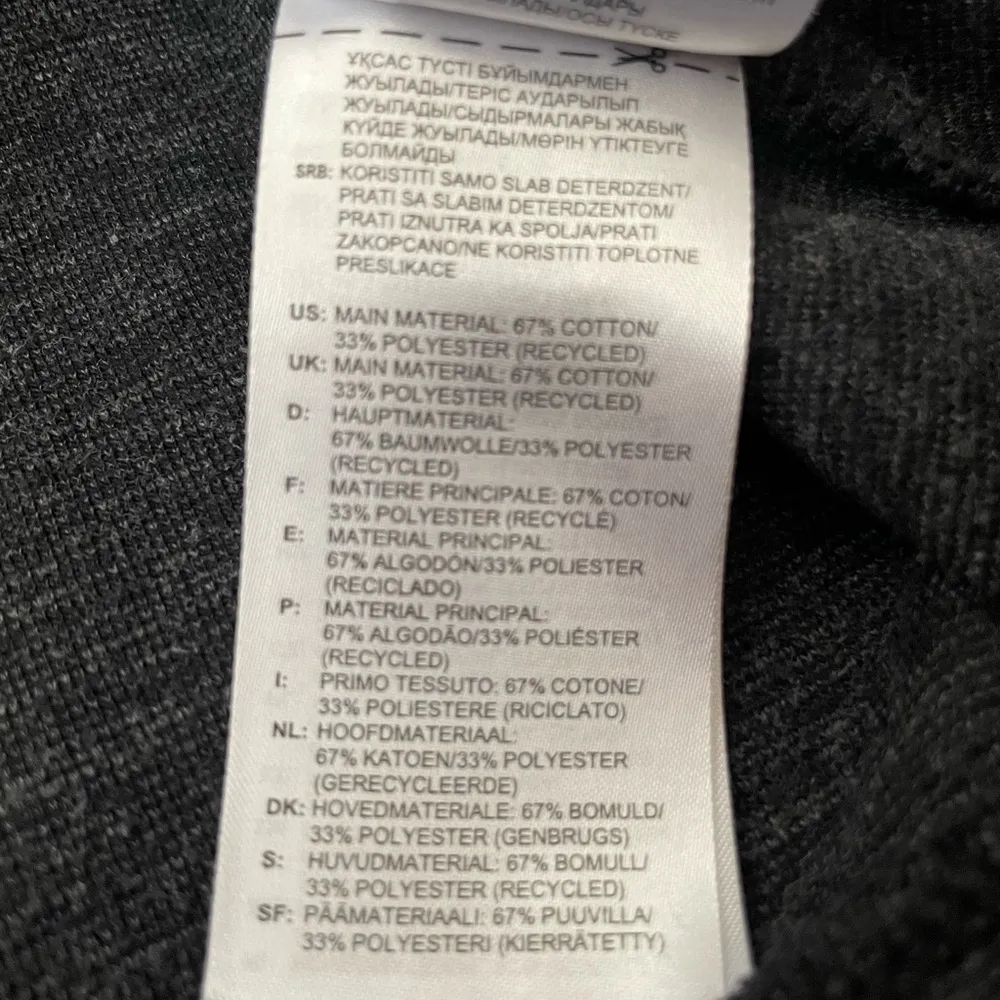 ОСЫ ТҮСКЕ
ҰҚСАС ТҮСТІ БҰЙЫМДАРМЕН
ЖУЫЛАДЫ/ТЕРІС АУДАРЫЛЫП
ЖУЫЛАДЫ/СЫДЫРМАЛАРЫ ЖАБЫҚ
КҮЙДЕ ЖУЫЛАДЫ/МӨРІН ҮТІКТЕУГЕ
БОЛМАЙДЫ
SRB: KORISTITI SAMO SLAB DETERDZENT/
PRATI SA SLABIM DETERDZENTOM/
PRATI IZNUTRA KA SPOLJA/PRATI
ZAKOPCANO/NE KORISTITI TOPLOTNE
PRESLIKACE
US: MAIN MATERIAL: 67% COTTON/
33% POLYESTER (RECYCLED)
UK: MAIN MATERIAL: 67% COTTON/
33% POLYESTER (RECYCLED)
D: HAUPTMATERIAL:
67% BAUMWOLLE/33% POLYESTER
(RECYCLED)
F: MATIERE PRINCIPALE: 67% COTON/
33% POLYESTER (RECYCLÉ)
E: MATERIAL PRINCIPAL:
67% ALGODÓN/33% POLIESTER
(RECICLADO)
P: MATERIAL PRINCIPAL:
67% ALGODÃO/33% POLIÉSTER
(RECYCLED)
I: PRIMO TESSUTO: 67% COTONE/
33% POLIESTERE (RICICLATO)
NL: HOOFDMATERIAAL:
67% KATOEN/33% POLYESTER
(GERECYCLEERDE)
DK: HOVEDMATERIALE: 67% BOMULD/
33% POLYESTER (GENBRUGS)
S: HUVUDMATERIAL: 67% BOMULL/
33% POLYESTER (RECYCLED)
SF: PÄÄMATERIAALI: 67% PUUVILLA/
33% POLYESTERI (KIERRÄTETTY)